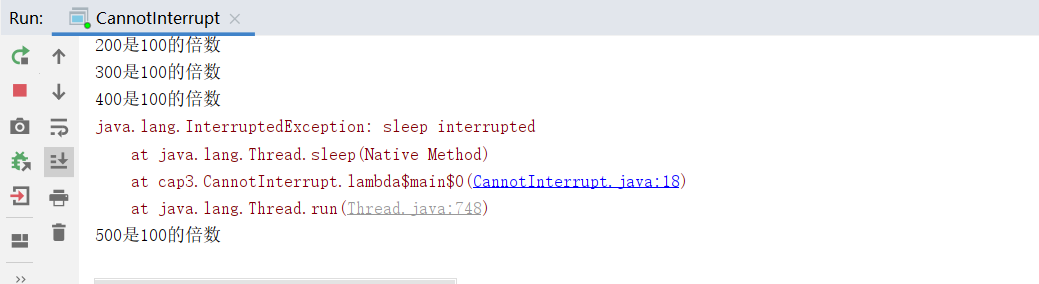 Run: CannotInterrupt
200是100的倍数
300是100的倍数
400是100的倍数
java.lang.InterruptedException: sleep interrupted
at java.lang.Thread.sleep(Native Method)
at cap3.CannotInterrupt.lambda$main$0(CannotInterrupt.java:18)
at java.lang.Thread.run(Thread.java:748)
500是100的倍数